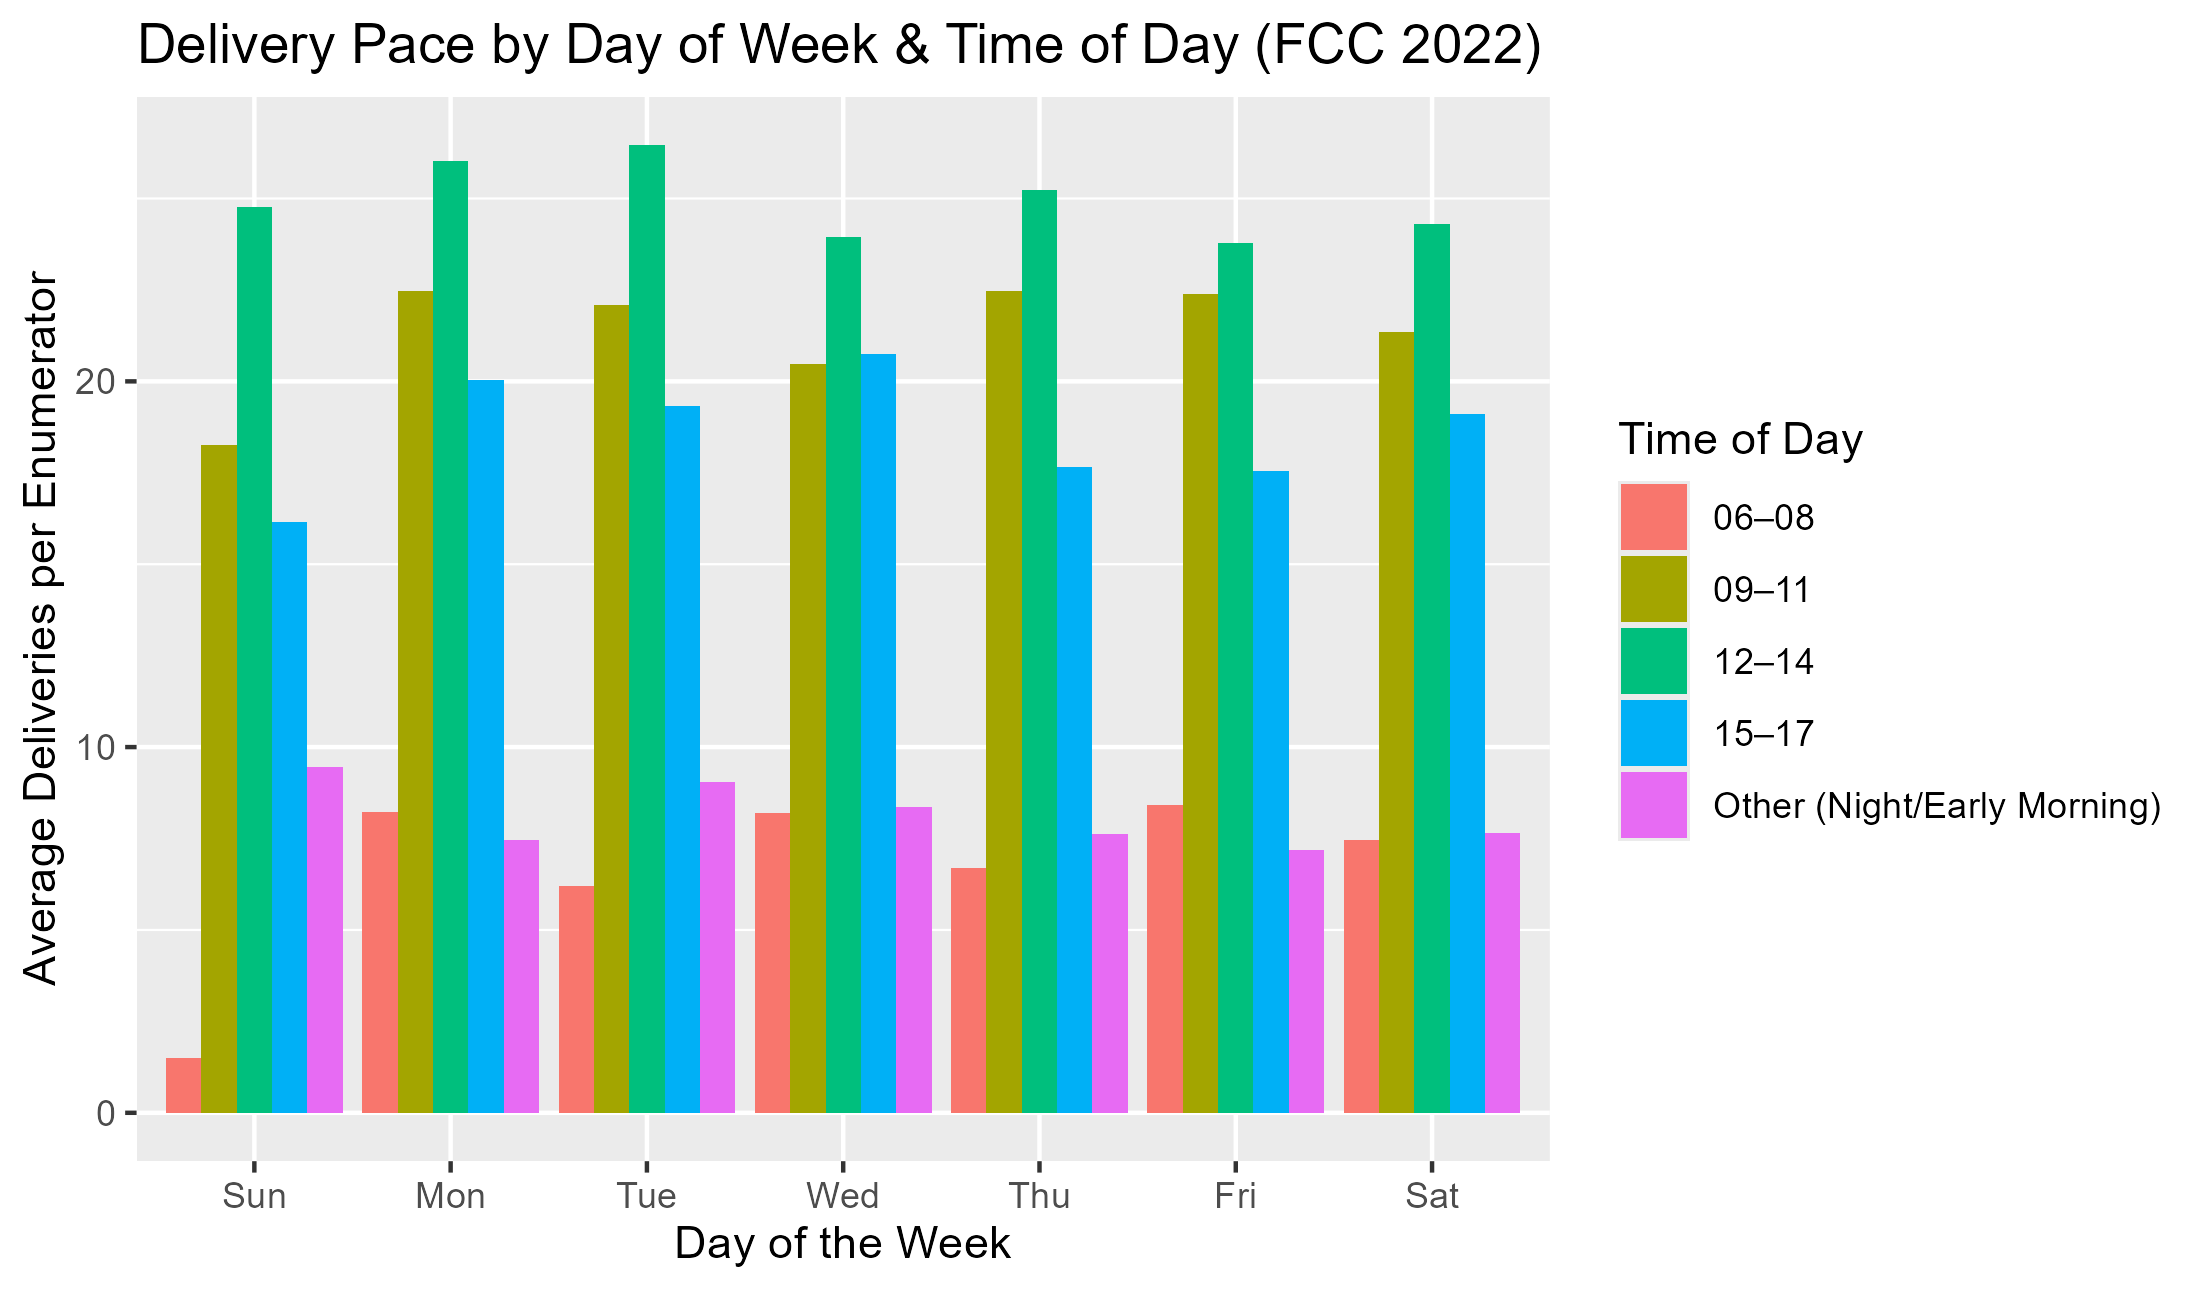 Delivery Pace by Day of Week & Time of Day (FCC 2022)
Average Deliveries per Enumerator
20
10
0
Sun Mon Tue Wed Thu Fri Sat
Day of the Week
Time of Day
06–08
09–11
12–14
15–17
Other (Night/Early Morning)